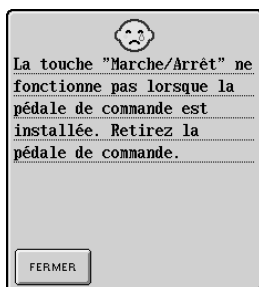 La touche "Marche/Arrêt" ne
fonctionne pas lorsque la
pédale de commande est
installée. Retirez la
pédale de commande.
FERMER